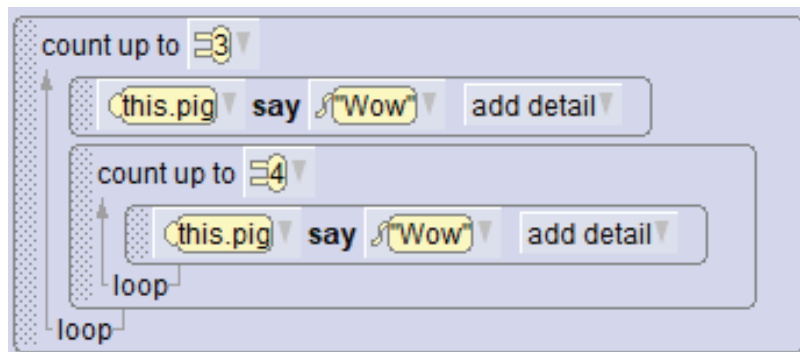 count up to 3
this.pig say "Wow" add detail
count up to 4
this.pig say "Wow" add detail
loop
loop